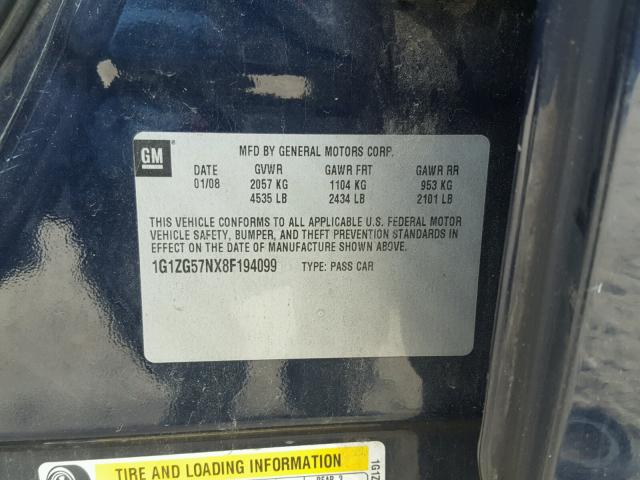 GM
MFD BY GENERAL MOTORS CORP.
DATE GVWR GAWR FRT GAWR RR
01/08 2057 KG 1104 KG 953 KG
4535 LB 2434 LB 2101 LB
THIS VEHICLE CONFORMS TO ALL APPLICABLE U.S. FEDERAL MOTOR
VEHICLE SAFETY, BUMPER, AND THEFT PREVENTION STANDARDS
IN EFFECT ON THE DATE OF MANUFACTURE SHOWN ABOVE.
1G1ZG57NX8F194099 TYPE: PASS CAR
TIRE AND LOADING INFORMATION
1G1Z
REAR